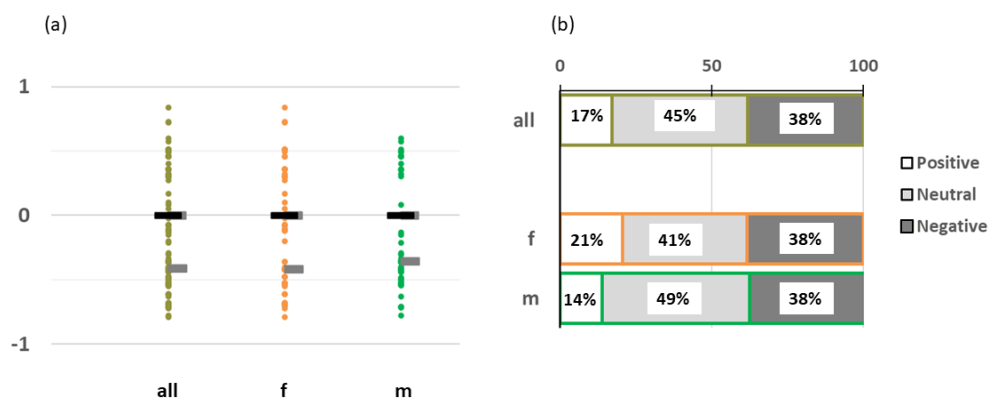 (a)
1
0
-1
all f m
(b)
0 50 100
all 17% 45% 38%
f 21% 41% 38%
m 14% 49% 38%
Positive
Neutral
Negative